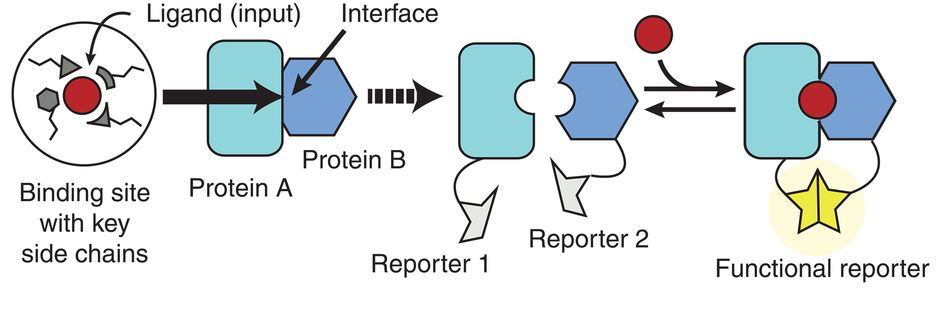 Ligand (input)
Interface
Binding site
with key
side chains
Protein A
Protein B
Reporter 1
Reporter 2
Functional reporter